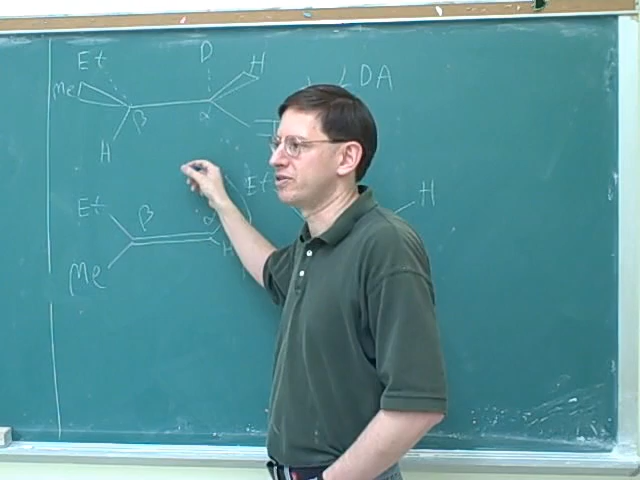 Et D H
Me β α LDA
H I
Et
Et β α H
Me H